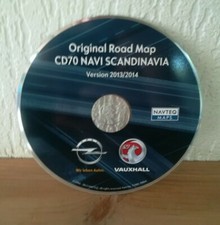 Original Road Map
CD70 NAVI SCANDINAVIA
Version 2013/2014
NAVTEQ
MAPS
VAUXHALL